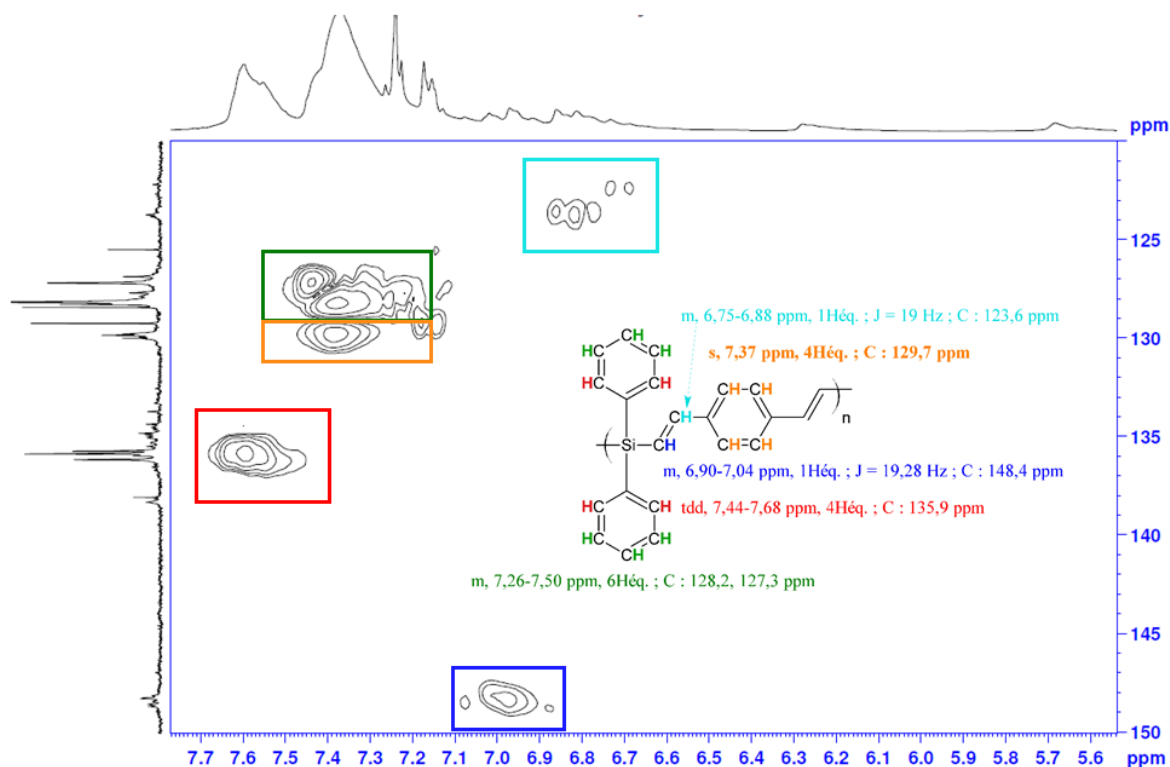 ppm
125
130
135
140
145
150
m, 6,75-6,88 ppm, 1Héq. ; J = 19 Hz ; C : 123,6 ppm
s, 7,37 ppm, 4Héq. ; C : 129,7 ppm
CH
HC CH
HC CH
CH CH
CH
Si CH
CH CH
n
m, 6,90-7,04 ppm, 1Héq. ; J = 19,28 Hz ; C : 148,4 ppm
HC CH
tdd, 7,44-7,68 ppm, 4Héq. ; C : 135,9 ppm
HC CH
CH
m, 7,26-7,50 ppm, 6Héq. ; C : 128,2, 127,3 ppm
7.7 7.6 7.5 7.4 7.3 7.2 7.1 7.0 6.9 6.8 6.7 6.6 6.5 6.4 6.3 6.2 6.1 6.0 5.9 5.8 5.7 5.6 ppm